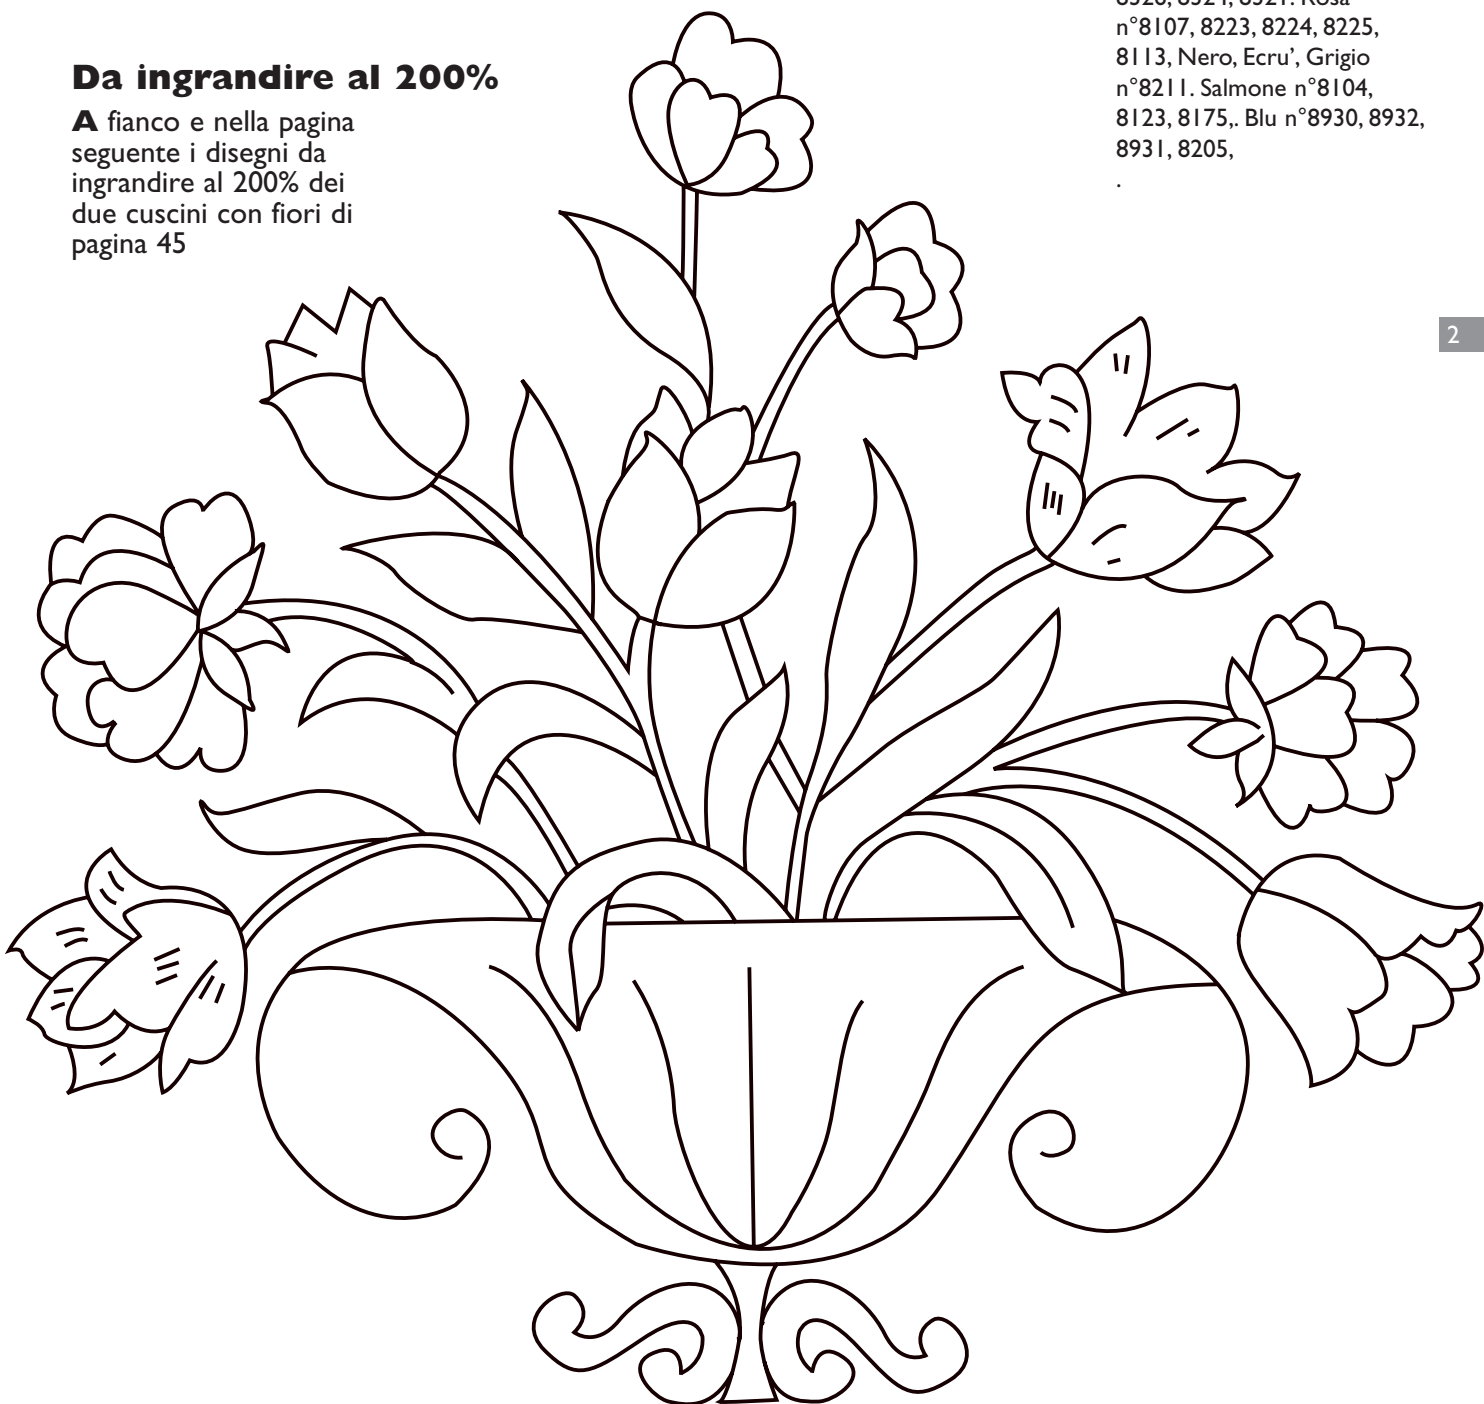 Da ingrandire al 200%
A fianco e nella pagina
seguente i disegni da
ingrandire al 200% dei
due cuscini con fiori di
pagina 45
n°8107, 8223, 8224, 8225,
8113, Nero, Ecru’, Grigio
n°8211. Salmone n°8104,
8123, 8175,. Blu n°8930, 8932,
8931, 8205,
.
2